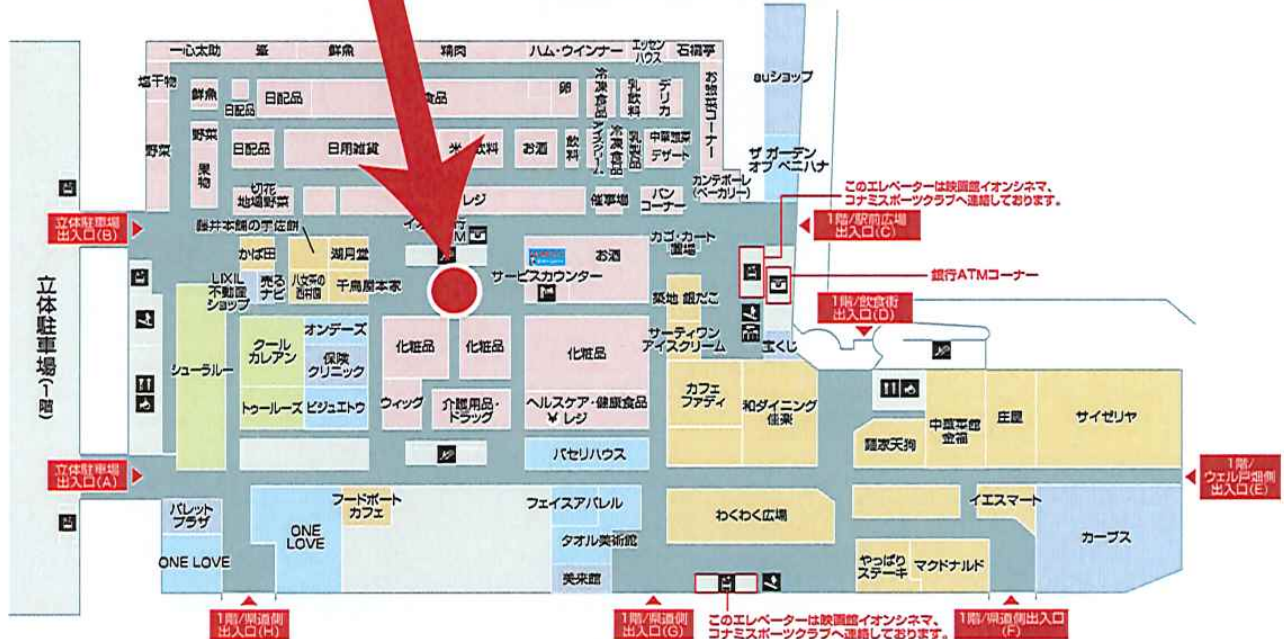 一心太助
峯
鮮魚
精肉
ハム・ウインナー
エッセン
ハウス
石橋亭
塩干物
鮮魚
日配品
日配品
食品
卵
冷凍食品
乳飲料
デリカ
お惣菜コーナー
auショップ
野菜
野菜
果物
日配品
日用雑貨
米
飲料
お酒
飲料
アイスクリーム
冷凍食品
乳製品
中華麺類
デザート
ザ ガーデン
オブ ペニハナ
切花
地場野菜
レジ
催事場
パン
コーナー
カンテボーレ
(ベーカリー)
このエレベーターは映画館イオンシネマ、
コナミスポーツクラブへ連絡しております。
立体駐車場
出入口(B)
藤井本舗の宇佐餅
カゴ・カート
置場
1階/駅前広場
出入口(C)
かば田
湖月堂
お酒
サービスカウンター
銀行ATMコーナー
LIXIL
不動産
ショップ
売る
ナビ
八女茶の
西村園
千鳥屋本家
築地 銀だこ
1階/飲食街
出入口(D)
立体駐車場(1階)
シューラルー
クール
カレアン
オンデーズ
保険
クリニック
化粧品
化粧品
化粧品
サーティワン
アイスクリーム
宝くじ
トゥールーズ
ビジュエトウ
ウィッグ
介護用品・
ドラッグ
ヘルスケア・健康食品
¥ レジ
カフェ
ファディ
和ダイニング
佳楽
麺家天狗
中華料理
金福
庄屋
サイゼリヤ
パセリハウス
立体駐車場
出入口(A)
1階/
ウェル戸畑側
出入口(E)
パレット
プラザ
ONE LOVE
ONE
LOVE
フードポート
カフェ
フェイスアパレル
タオル美術館
美来館
わくわく広場
イエスマート
カーブス
やっぱり
ステーキ
マクドナルド
1階/県道側
出入口(H)
1階/県道側
出入口(G)
このエレベーターは映画館イオンシネマ、
コナミスポーツクラブへ連絡しております。
1階/県道側出入口
(F)